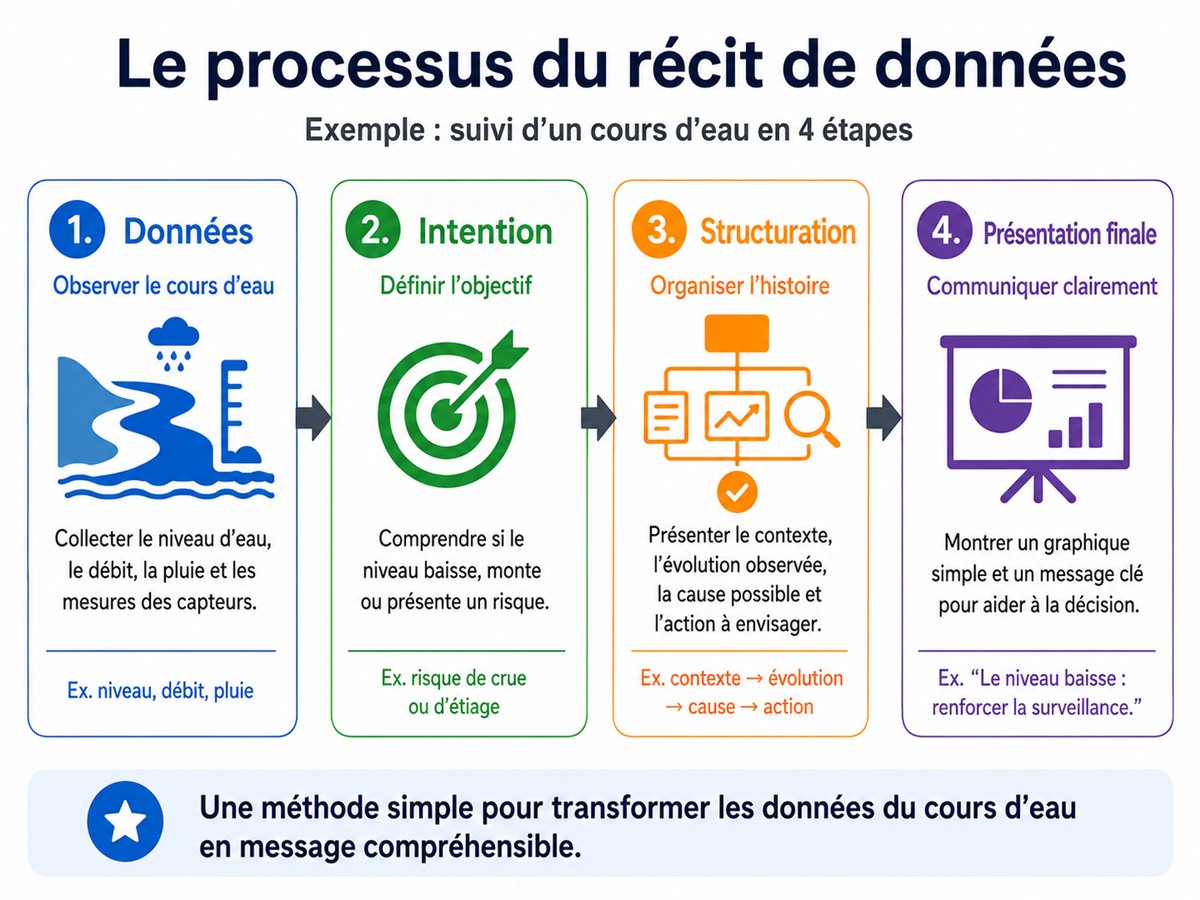 Le processus du récit de données
Exemple : suivi d’un cours d’eau en 4 étapes
1. Données
Observer le cours d’eau
Collecter le niveau d’eau,
le débit, la pluie et les
mesures des capteurs.
Ex. niveau, débit, pluie
2. Intention
Définir l’objectif
Comprendre si le
niveau baisse, monte
ou présente un risque.
Ex. risque de crue
ou d’étiage
3. Structuration
Organiser l’histoire
Présenter le contexte,
l’évolution observée,
la cause possible et
l’action à envisager.
Ex. contexte → évolution
→ cause → action
4. Présentation finale
Communiquer clairement
Montrer un graphique
simple et un message clé
pour aider à la décision.
Ex. “Le niveau baisse :
renforcer la surveillance.”
Une méthode simple pour transformer les données du cours d’eau
en message compréhensible.